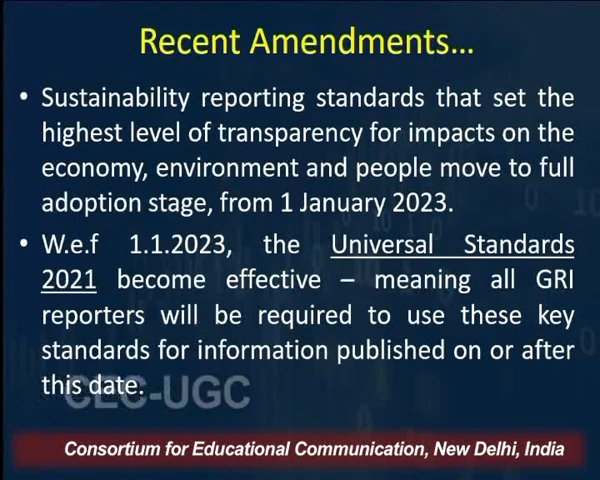 Recent Amendments...
• Sustainability reporting standards that set the
highest level of transparency for impacts on the
economy, environment and people move to full
adoption stage, from 1 January 2023.
• W.e.f 1.1.2023, the Universal Standards
2021 become effective – meaning all GRI
reporters will be required to use these key
standards for information published on or after
this date.
CEC-UGC
Consortium for Educational Communication, New Delhi, India